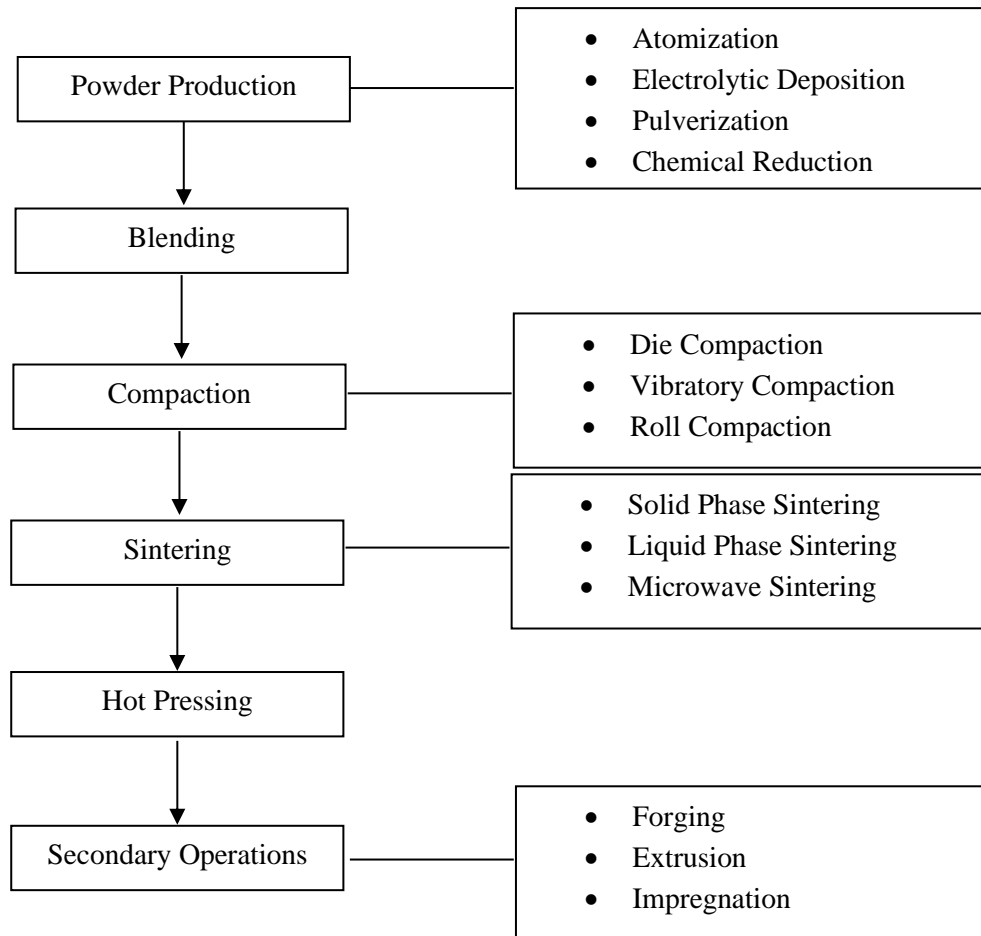 Powder Production
• Atomization
• Electrolytic Deposition
• Pulverization
• Chemical Reduction
Blending
Compaction
• Die Compaction
• Vibratory Compaction
• Roll Compaction
Sintering
• Solid Phase Sintering
• Liquid Phase Sintering
• Microwave Sintering
Hot Pressing
Secondary Operations
• Forging
• Extrusion
• Impregnation